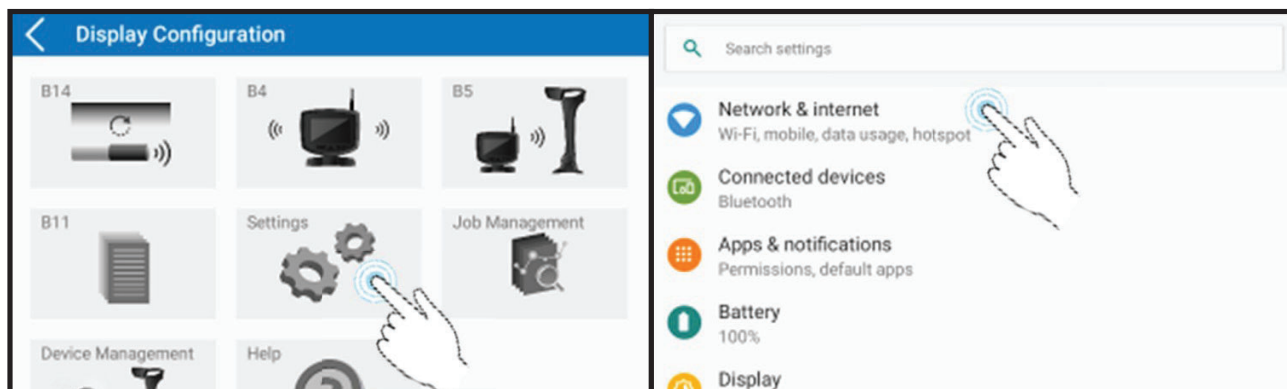 Display Configuration
B14
B4
B5
B11
Settings
Job Management
Device Management
Help
Search settings
Network & internet
Wi-Fi, mobile, data usage, hotspot
Connected devices
Bluetooth
Apps & notifications
Permissions, default apps
Battery
100%
Display